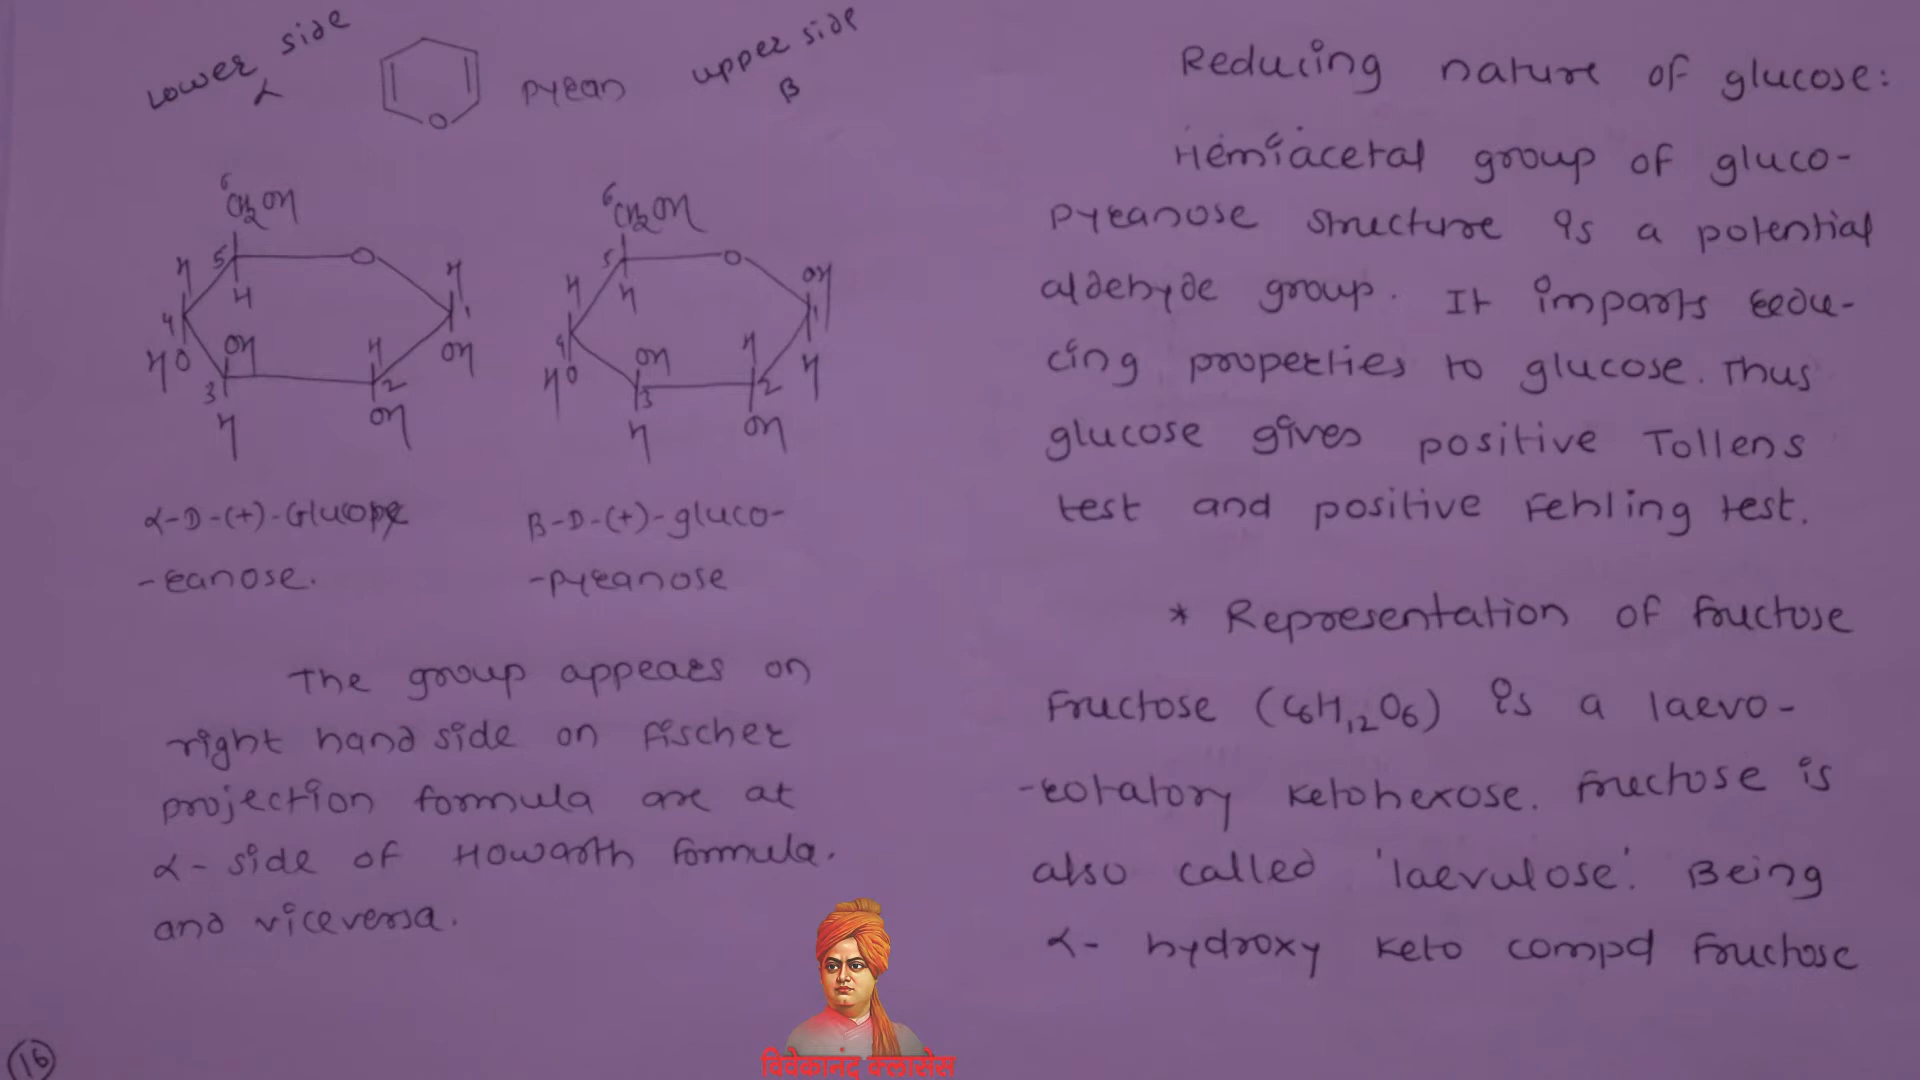 Lower side
α
pyran
upper side
β
O
6CH2OH
5 O
H H H
4 1
HO OH H OH
3 2
H OH
6CH2OH
5 O
H H OH
4 1
HO OH H H
3 2
H OH
α-D-(+)-Glucopy
-ranose.
β-D-(+)-gluco-
-pyranose
The group appears on
right hand side on Fischer
projection formula are at
α- side of Howarth formula.
and viceversa.
16
Reducing nature of glucose:
Hemiacetal group of gluco-
pyranose structure is a potential
aldehyde group. It imparts redu-
cing properties to glucose. Thus
glucose gives positive Tollens
test and positive Fehling test.
* Representation of Fructose
Fructose (C6H12O6) is a laevo-
-rotatory ketohexose. Fructose is
also called 'laevulose'. Being
α- hydroxy keto compd Fructose
विवेकानंद क्लासेस